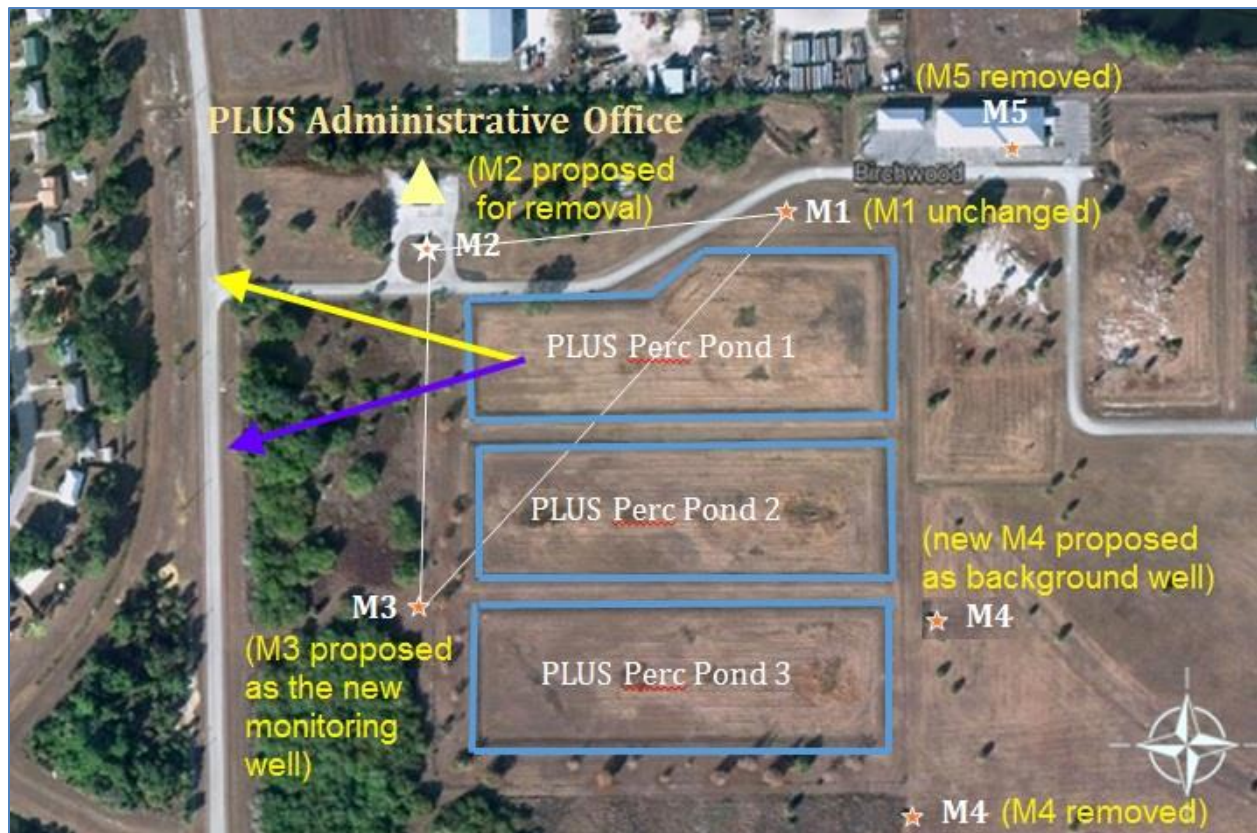 (M5 removed)
M5
PLUS Administrative Office
(M2 proposed
for removal)
Birchwood
M1 (M1 unchanged)
M2
PLUS Perc Pond 1
PLUS Perc Pond 2
(new M4 proposed
as background well)
M3
M4
(M3 proposed
as the new
monitoring
well)
PLUS Perc Pond 3
M4 (M4 removed)